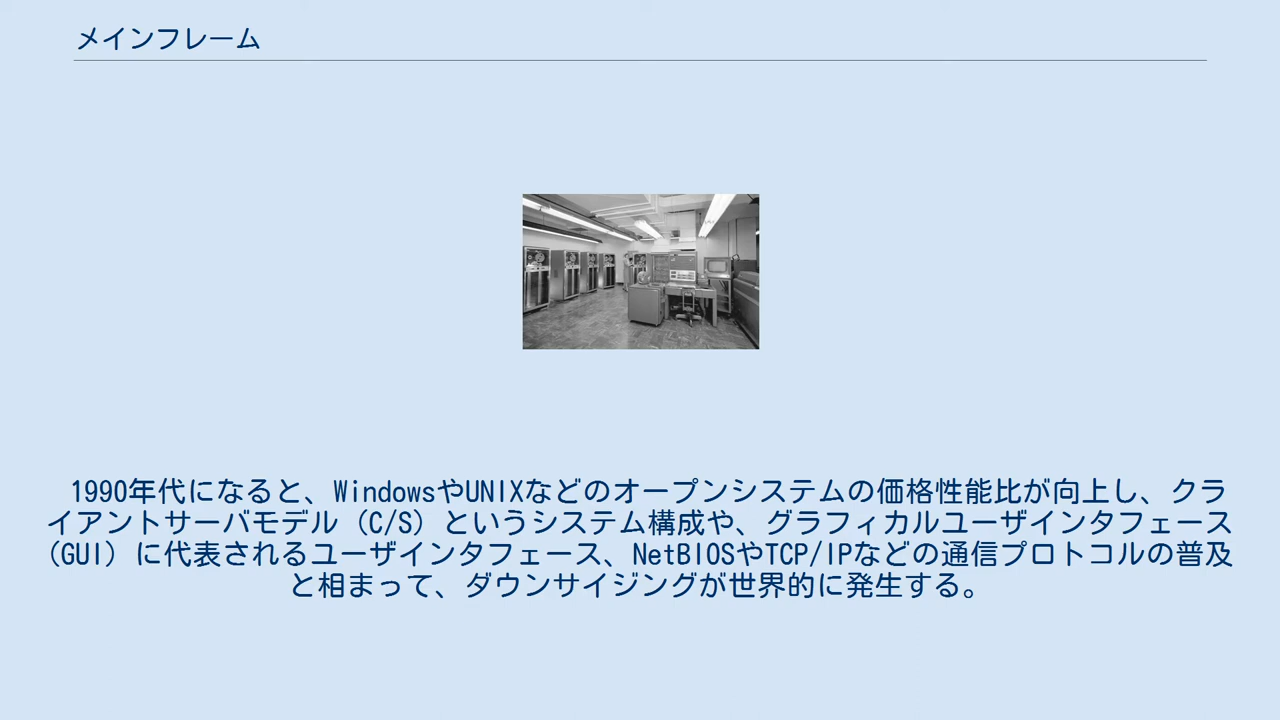 メインフレーム
1990年代になると、WindowsやUNIXなどのオープンシステムの価格性能比が向上し、クラ
イアントサーバモデル（C/S）というシステム構成や、グラフィカルユーザインタフェース
（GUI）に代表されるユーザインタフェース、NetBIOSやTCP/IPなどの通信プロトコルの普及
と相まって、ダウンサイジングが世界的に発生する。